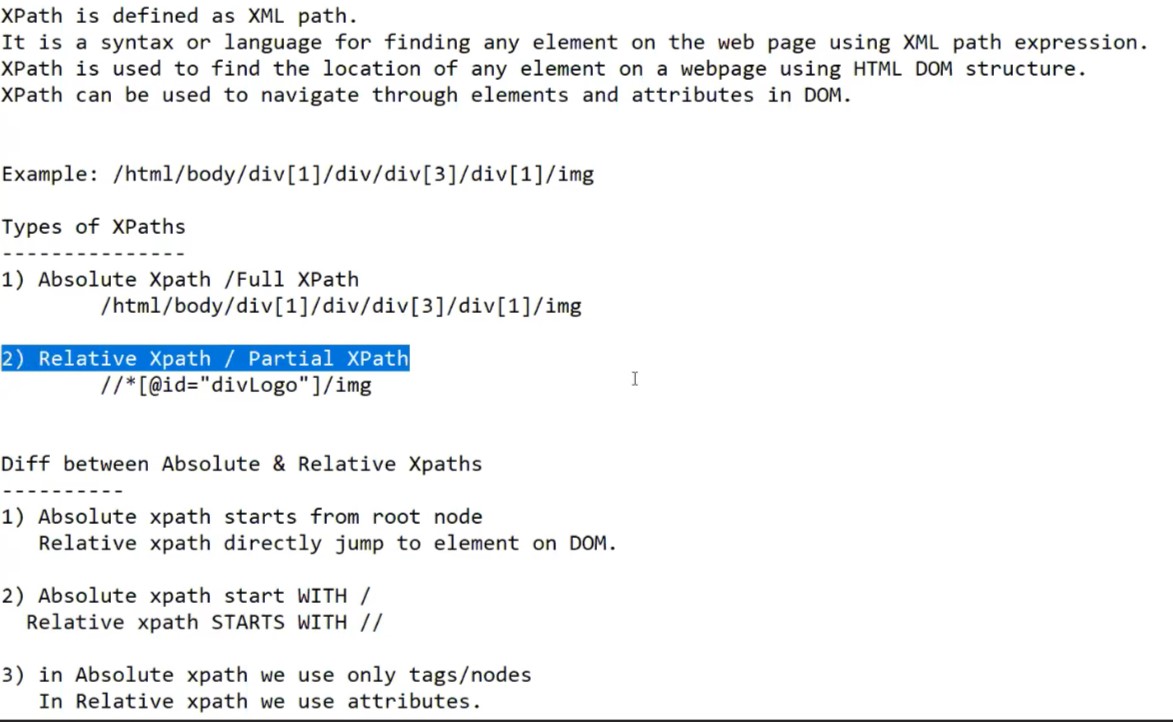 XPath is defined as XML path.
It is a syntax or language for finding any element on the web page using XML path expression.
XPath is used to find the location of any element on a webpage using HTML DOM structure.
XPath can be used to navigate through elements and attributes in DOM.
Example: /html/body/div[1]/div/div[3]/div[1]/img
Types of XPaths
---------------
1) Absolute Xpath /Full XPath
/html/body/div[1]/div/div[3]/div[1]/img
2) Relative Xpath / Partial XPath
//*[@id="divLogo"]/img
Diff between Absolute & Relative Xpaths
----------
1) Absolute xpath starts from root node
Relative xpath directly jump to element on DOM.
2) Absolute xpath start WITH /
Relative xpath STARTS WITH //
3) in Absolute xpath we use only tags/nodes
In Relative xpath we use attributes.